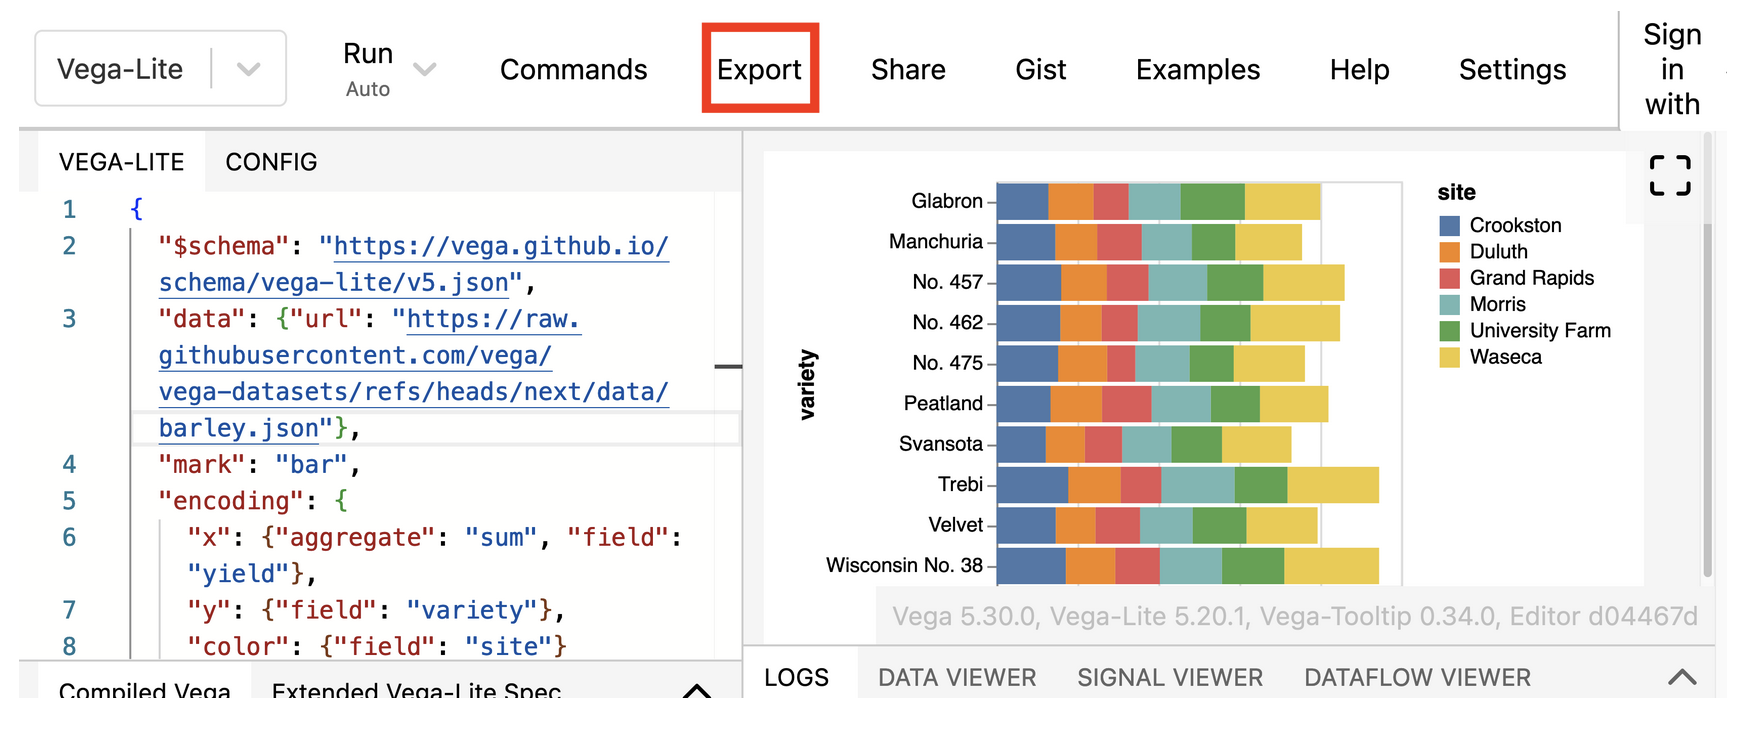 Vega-Lite
Run
Auto
Commands
Export
Share
Gist
Examples
Help
Settings
Sign
in
with
VEGA-LITE
CONFIG
1 {
2 "$schema": "https://vega.github.io/
schema/vega-lite/v5.json",
3 "data": {"url": "https://raw.
githubusercontent.com/vega/
vega-datasets/refs/heads/next/data/
barley.json"},
4 "mark": "bar",
5 "encoding": {
6 "x": {"aggregate": "sum", "field":
"yield"},
7 "y": {"field": "variety"},
8 "color": {"field": "site"}
Compiled Vega
Extended Vega-Lite Spec
variety
Glabron
Manchuria
No. 457
No. 462
No. 475
Peatland
Svansota
Trebi
Velvet
Wisconsin No. 38
site
Crookston
Duluth
Grand Rapids
Morris
University Farm
Waseca
Vega 5.30.0, Vega-Lite 5.20.1, Vega-Tooltip 0.34.0, Editor d04467d
LOGS
DATA VIEWER
SIGNAL VIEWER
DATAFLOW VIEWER